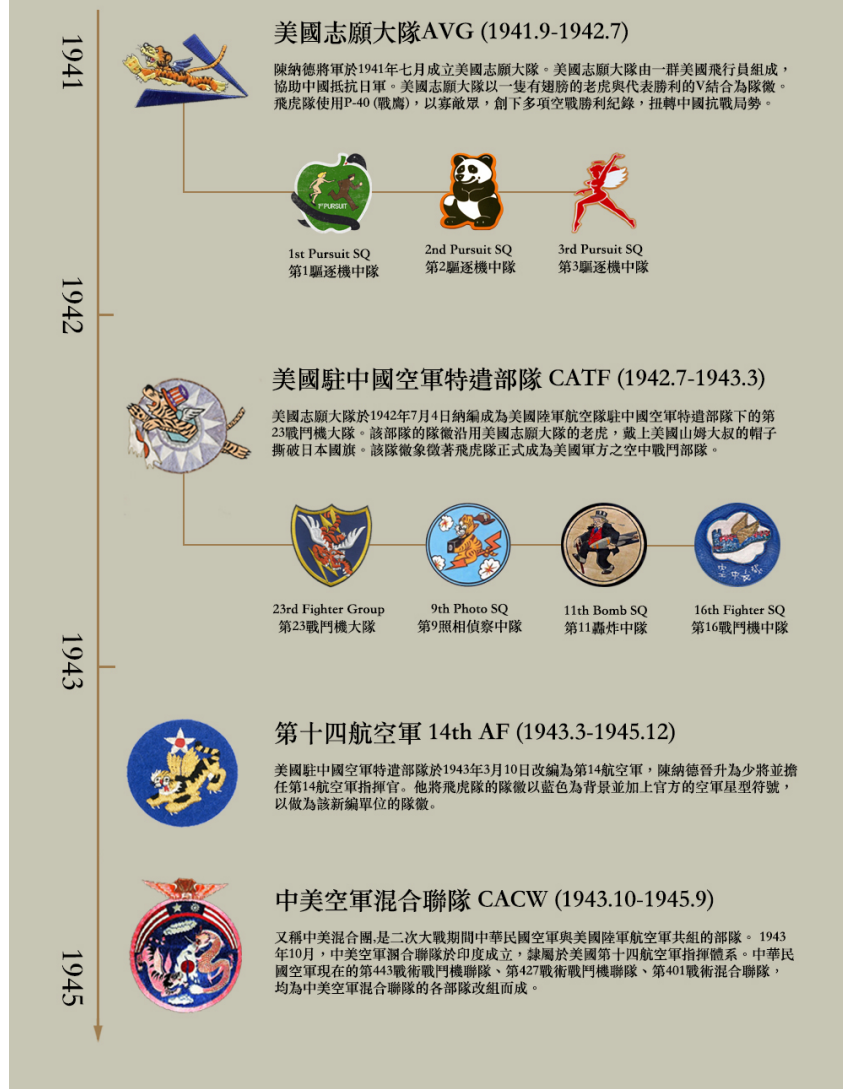 1941
美國志願大隊AVG (1941.9-1942.7)
陳納德將軍於1941年七月成立美國志願大隊。美國志願大隊由一群美國飛行員組成，
協助中國抵抗日軍。美國志願大隊以一隻有翅膀的老虎與代表勝利的V結合為隊徽。
飛虎隊使用P-40 (戰鷹)，以寡敵眾，創下多項空戰勝利紀錄，扭轉中國抗戰局勢。
1st PURSUIT
1st Pursuit SQ
第1驅逐機中隊
2nd Pursuit SQ
第2驅逐機中隊
3rd Pursuit SQ
第3驅逐機中隊
1942
美國駐中國空軍特遣部隊 CATF (1942.7-1943.3)
美國志願大隊於1942年7月4日納編成為美國陸軍航空隊駐中國空軍特遣部隊下的第
23戰鬥機大隊。該部隊的隊徽沿用美國志願大隊的老虎，戴上美國山姆大叔的帽子
撕破日本國旗。該隊徽象徵著飛虎隊正式成為美國軍方之空中戰鬥部隊。
23rd Fighter Group
第23戰鬥機大隊
9th Photo SQ
第9照相偵察中隊
11th Bomb SQ
第11轟炸中隊
16th Fighter SQ
第16戰鬥機中隊
1943
第十四航空軍 14th AF (1943.3-1945.12)
美國駐中國空軍特遣部隊於1943年3月10日改編為第14航空軍，陳納德晉升為少將並擔
任第14航空軍指揮官。他將飛虎隊的隊徽以藍色為背景並加上官方的空軍星型符號，
以做為該新編單位的隊徽。
中美空軍混合聯隊 CACW (1943.10-1945.9)
又稱中美混合團,是二次大戰期間中華民國空軍與美國陸軍航空軍共組的部隊。 1943
年10月，中美空軍溷合聯隊於印度成立，隸屬於美國第十四航空軍指揮體系。中華民
國空軍現在的第443戰術戰鬥機聯隊、第427戰術戰鬥機聯隊、第401戰術混合聯隊，
均為中美空軍混合聯隊的各部隊改組而成。
1945